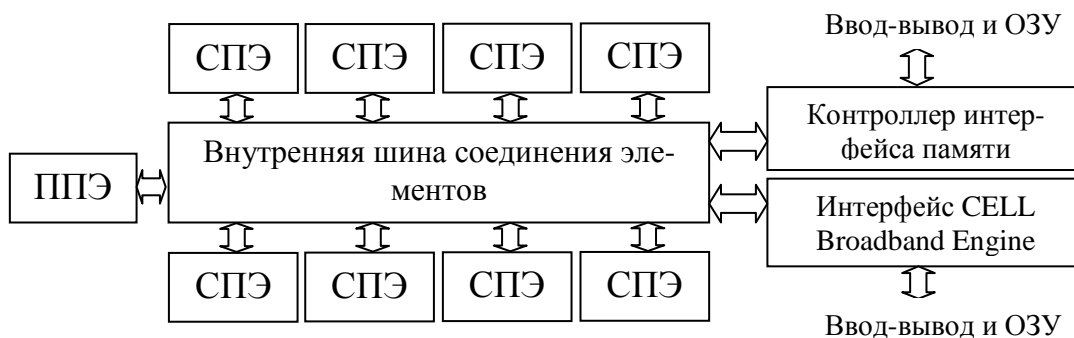 Ввод-вывод и ОЗУ
СПЭ СПЭ СПЭ СПЭ
Контроллер интер-
фейса памяти
Внутренняя шина соединения эле-
ментов
ППЭ
Интерфейс CELL
Broadband Engine
СПЭ СПЭ СПЭ СПЭ
Ввод-вывод и ОЗУ